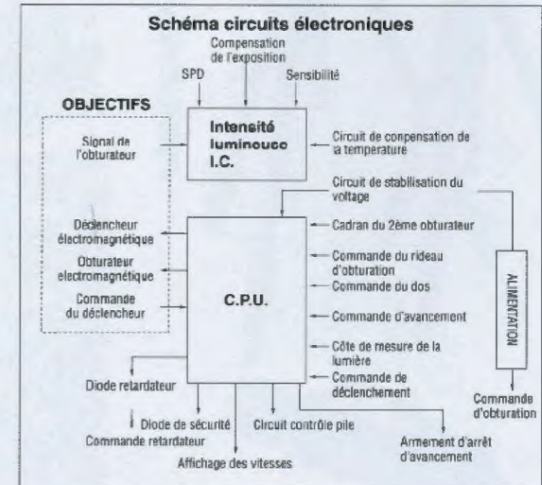 Schéma circuits électroniques
Compensation
de l'exposition
SPD
Sensibilité
OBJECTIFS
Signal de
l'obturateur
Intensité
luminouco
I.C.
Circuit de conpensation de
la température
Circuit de stabilisation du
voltage
Déclencheur
électromagnétique
Obturateur
électromagnétique
Commande
du déclencheur
C.P.U.
Cadran du 2ème obturateur
Commande du rideau
d'obturation
Commande du dos
Commande d'avancement
Côte de mesure de la
lumière
Commande de
déclenchement
ALIMENTATION
Diode retardateur
Commande
d'obturation
Diode de sécurité
Circuit contrôle pile
Commande retardateur
Armement d'arrêt
d'avancement
Affichage des vitesses